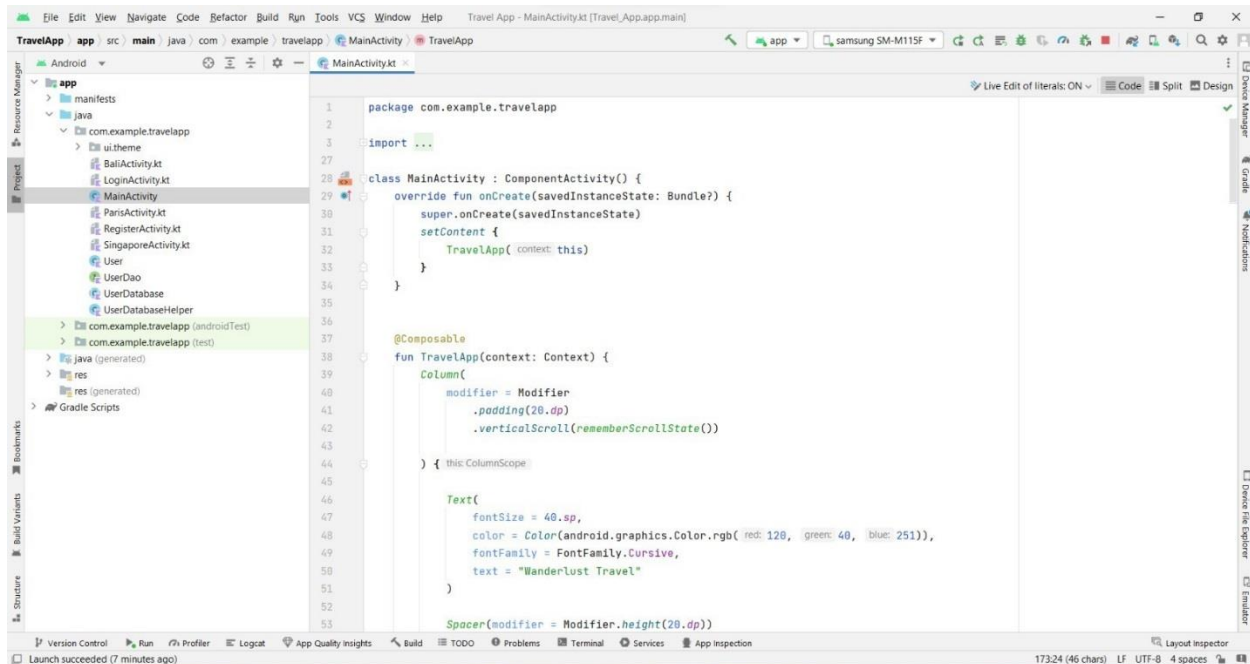 File Edit View Navigate Code Refactor Build Run Tools VCS Window Help Travel App - MainActivity.kt [Travel_App.app.main]
TravelApp app src main java com example travelapp MainActivity TravelApp app samsung SM-M115F
Android MainActivity.kt
Live Edit of literals: ON Code Split Design
Resource Manager
Project
Bookmarks
Build Variants
Structure
app
manifests
java
com.example.travelapp
ui.theme
BaliActivity.kt
LoginActivity.kt
MainActivity
ParisActivity.kt
RegisterActivity.kt
SingaporeActivity.kt
User
UserDao
UserDatabase
UserDatabaseHelper
com.example.travelapp (androidTest)
com.example.travelapp (test)
java (generated)
res
res (generated)
Gradle Scripts
1 package com.example.travelapp
2
3 import ...
27
28 class MainActivity : ComponentActivity() {
29 override fun onCreate(savedInstanceState: Bundle?) {
30 super.onCreate(savedInstanceState)
31 setContent {
32 TravelApp( context: this)
33 }
34 }
35
36
37 @Composable
38 fun TravelApp(context: Context) {
39 Column(
40 modifier = Modifier
41 .padding(20.dp)
42 .verticalScroll(rememberScrollState())
43
44 ) { this: ColumnScope
45
46 Text(
47 fontSize = 40.sp,
48 color = Color(android.graphics.Color.rgb( red: 120, green: 40, blue: 251)),
49 fontFamily = FontFamily.Cursive,
50 text = "Wanderlust Travel"
51 )
52
53 Spacer(modifier = Modifier.height(20.dp))
Device Manager
Gradle
Notifications
Device File Explorer
Emulator
Version Control Run Profiler Logcat App Quality Insights Build TODO Problems Terminal Services App Inspection Layout Inspector
Launch succeeded (7 minutes ago) 173:24 (46 chars) LF UTF-8 4 spaces